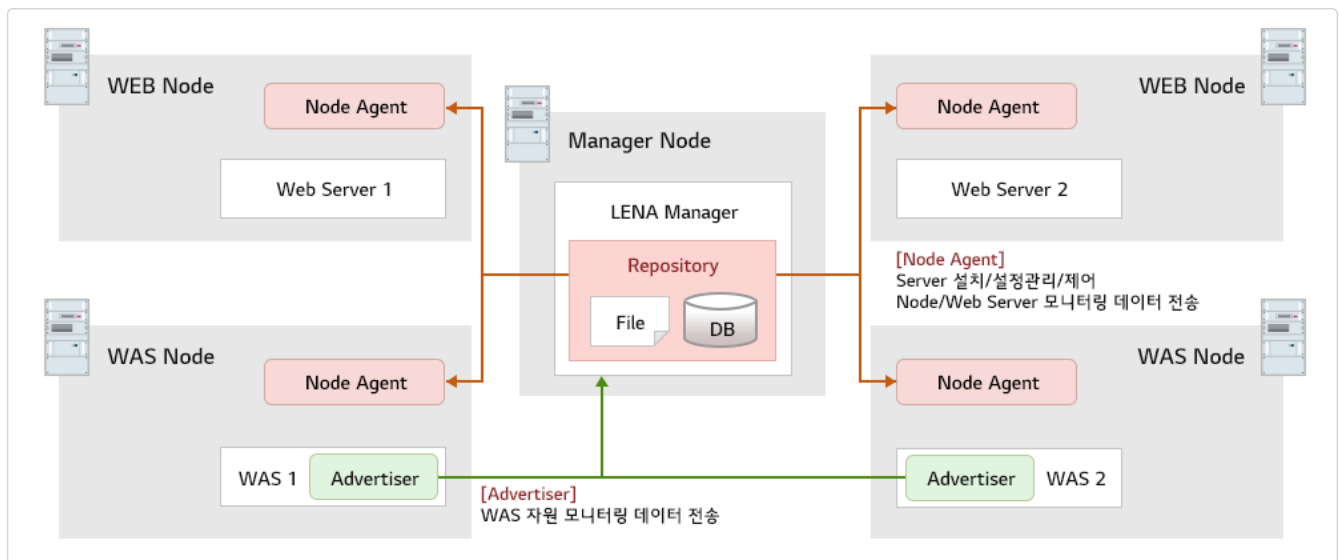 WEB Node
Node Agent
Web Server 1
Manager Node
LENA Manager
Repository
File
DB
WEB Node
Node Agent
Web Server 2
[Node Agent]
Server 설치/설정관리/제어
Node/Web Server 모니터링 데이터 전송
WAS Node
Node Agent
WAS 1
Advertiser
[Advertiser]
WAS 자원 모니터링 데이터 전송
WAS Node
Node Agent
Advertiser
WAS 2